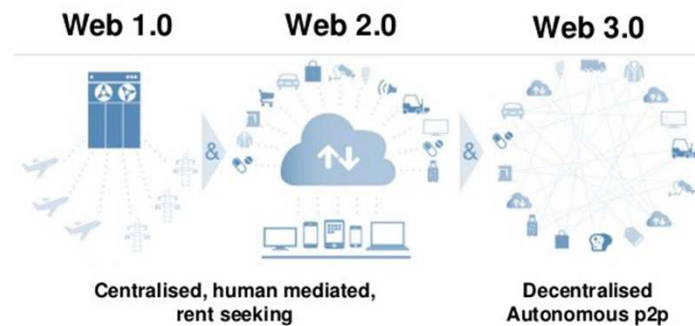 Web 1.0
Web 2.0
Web 3.0
&
&
Centralised, human mediated,
rent seeking
Decentralised
Autonomous p2p